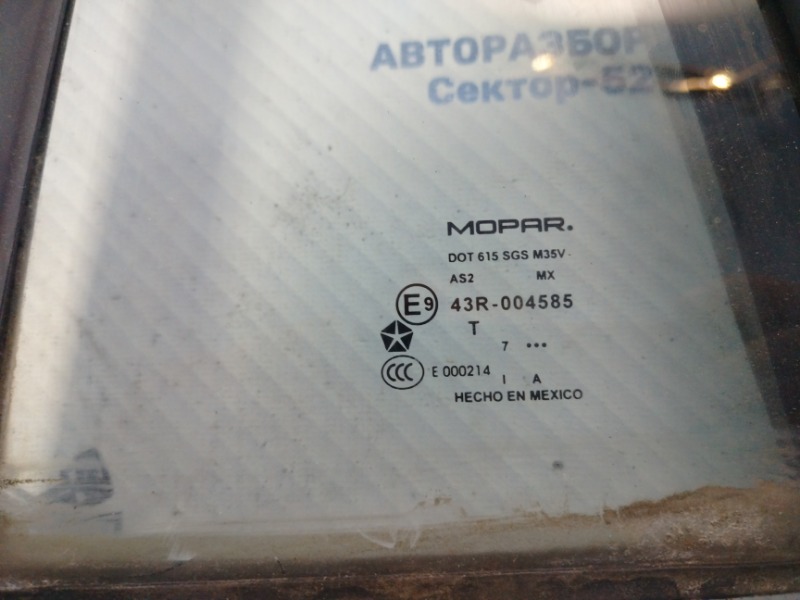 АВТОРАЗБОР
Сектор-52
MOPAR.
DOT 615 SGS M35V
AS2 MX
E9 43R-004585
T
7 •••
CCC E 000214
I A
HECHO EN MEXICO